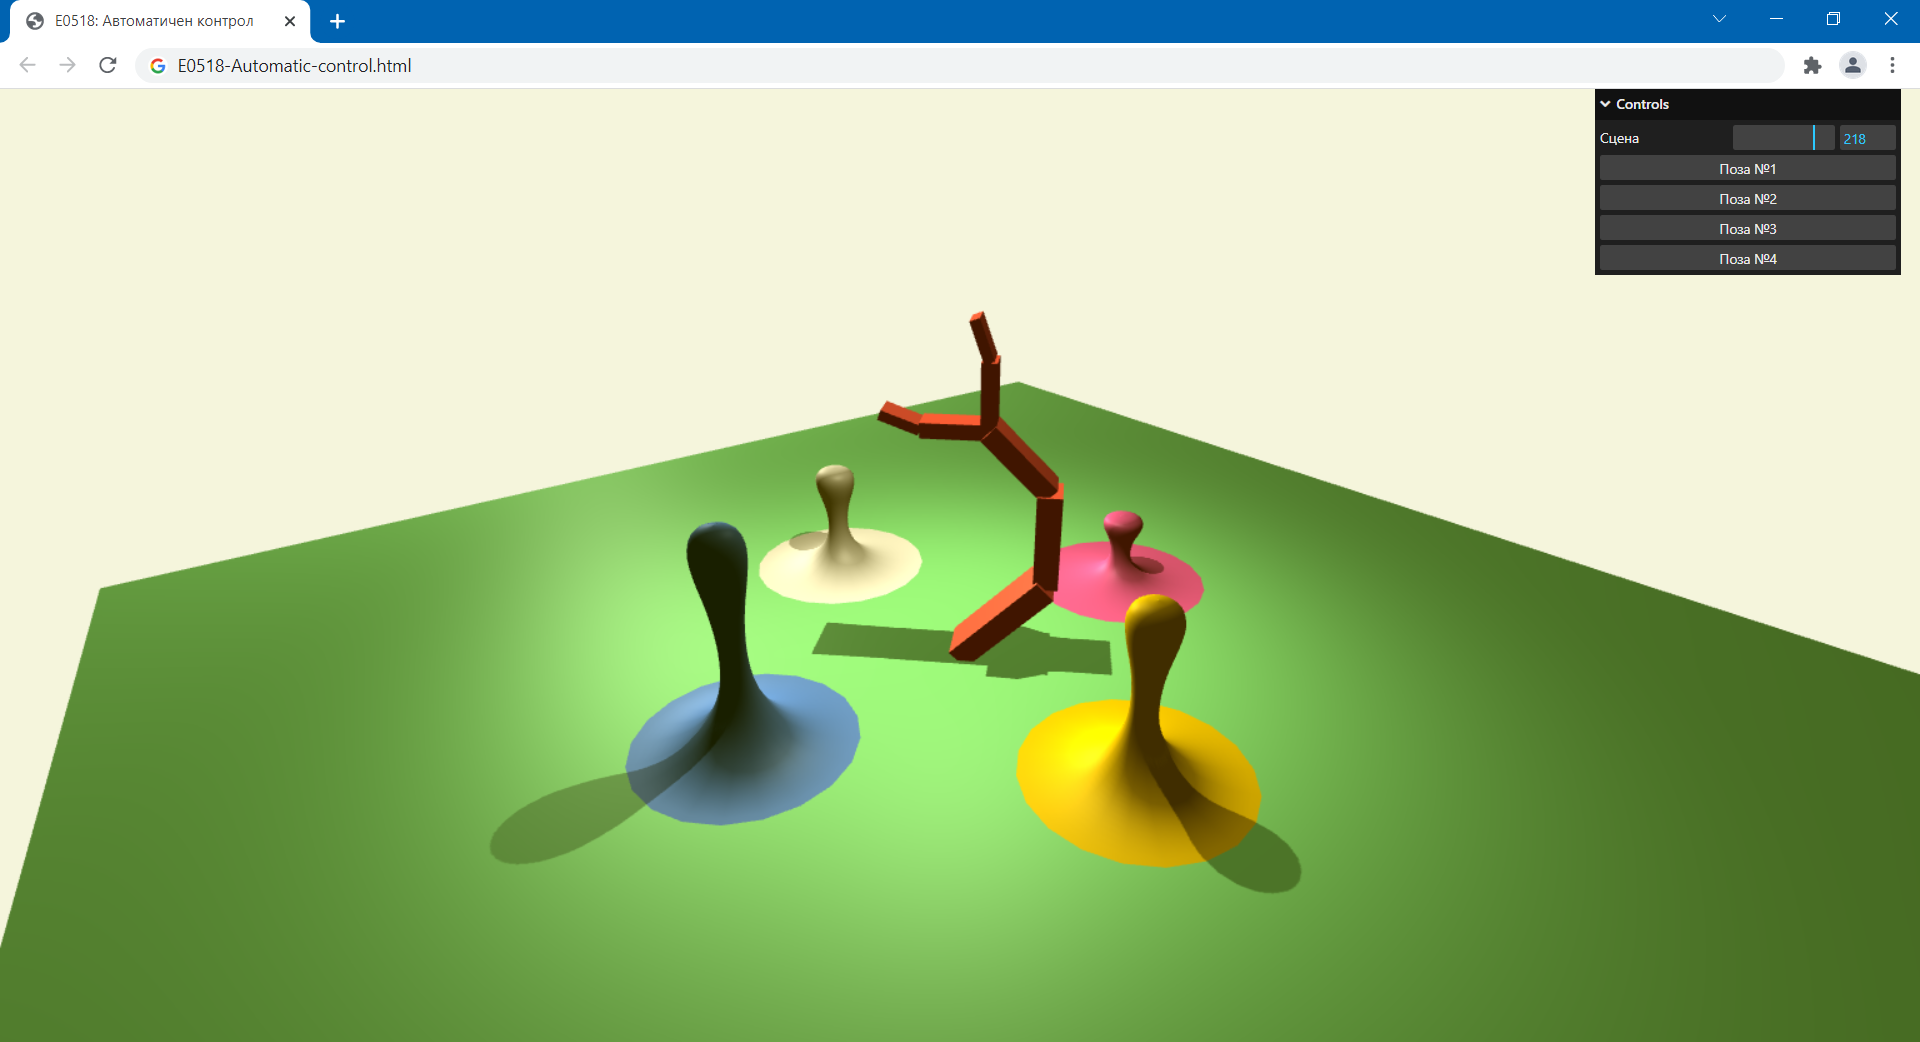 E0518: Автоматичен контрол
E0518-Automatic-control.html
Controls
Сцена 218
Поза №1
Поза №2
Поза №3
Поза №4